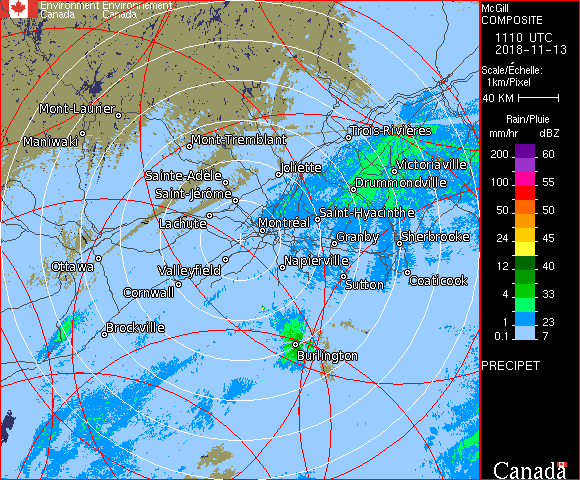 Environment Environnement
Canada Canada
McGill
COMPOSITE
1110 UTC
2018-11-13
Scale/Échelle:
1km/Pixel
40 KM
Rain/Pluie
mm/hr dBZ
200 60
100 55
50 50
24 45
12 40
4 33
1 23
0.1 7
PRECIPET
Canada
Mont-Laurier
Maniwaki
Mont-Tremblant
Trois-Rivières
Joliette
Victoriaville
Sainte-Adèle
Drummondville
Saint-Jérôme
Saint-Hyacinthe
Lachute
Montréal
Granby
Sherbrooke
Ottawa
Valleyfield
Napierville
Sutton
Coaticook
Cornwall
Brockville
Burlington